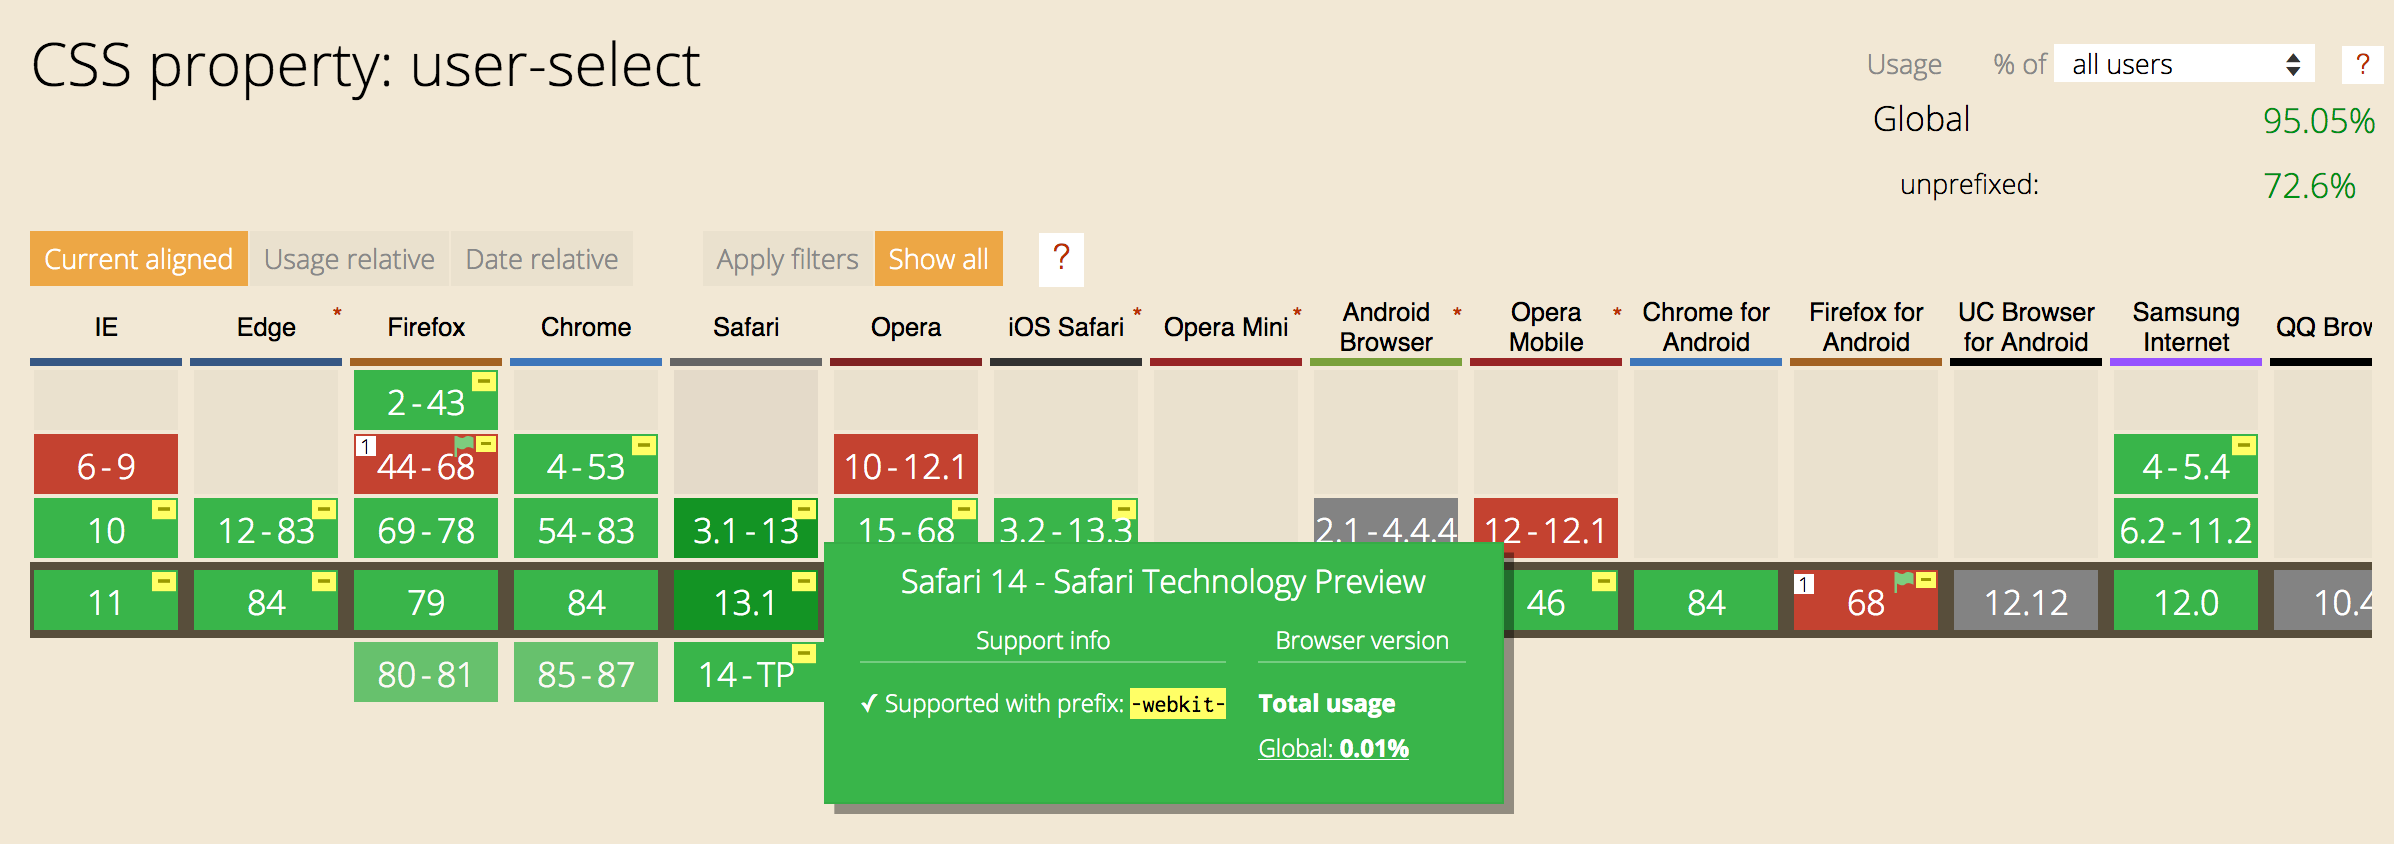 CSS property: user-select
Usage % of all users ?
Global 95.05%
unprefixed: 72.6%
Current aligned Usage relative Date relative Apply filters Show all ?
IE Edge * Firefox Chrome Safari Opera iOS Safari * Opera Mini * Android Browser * Opera Mobile * Chrome for Android Firefox for Android UC Browser for Android Samsung Internet QQ Brow
2-43 -
6-9 1 44-68 - 4-53 - 10-12.1 4-5.4 -
10 - 12-83 - 69-78 54-83 3.1-13 - 15-68 - 3.2-13.3 - 2.1-4.4.4 12-12.1 6.2-11.2
11 - 84 - 79 84 13.1 - 46 - 84 1 68 - 12.12 12.0 10.4
80-81 85-87 14-TP -
Safari 14 - Safari Technology Preview
Support info Browser version
✓ Supported with prefix: -webkit- Total usage
Global: 0.01%